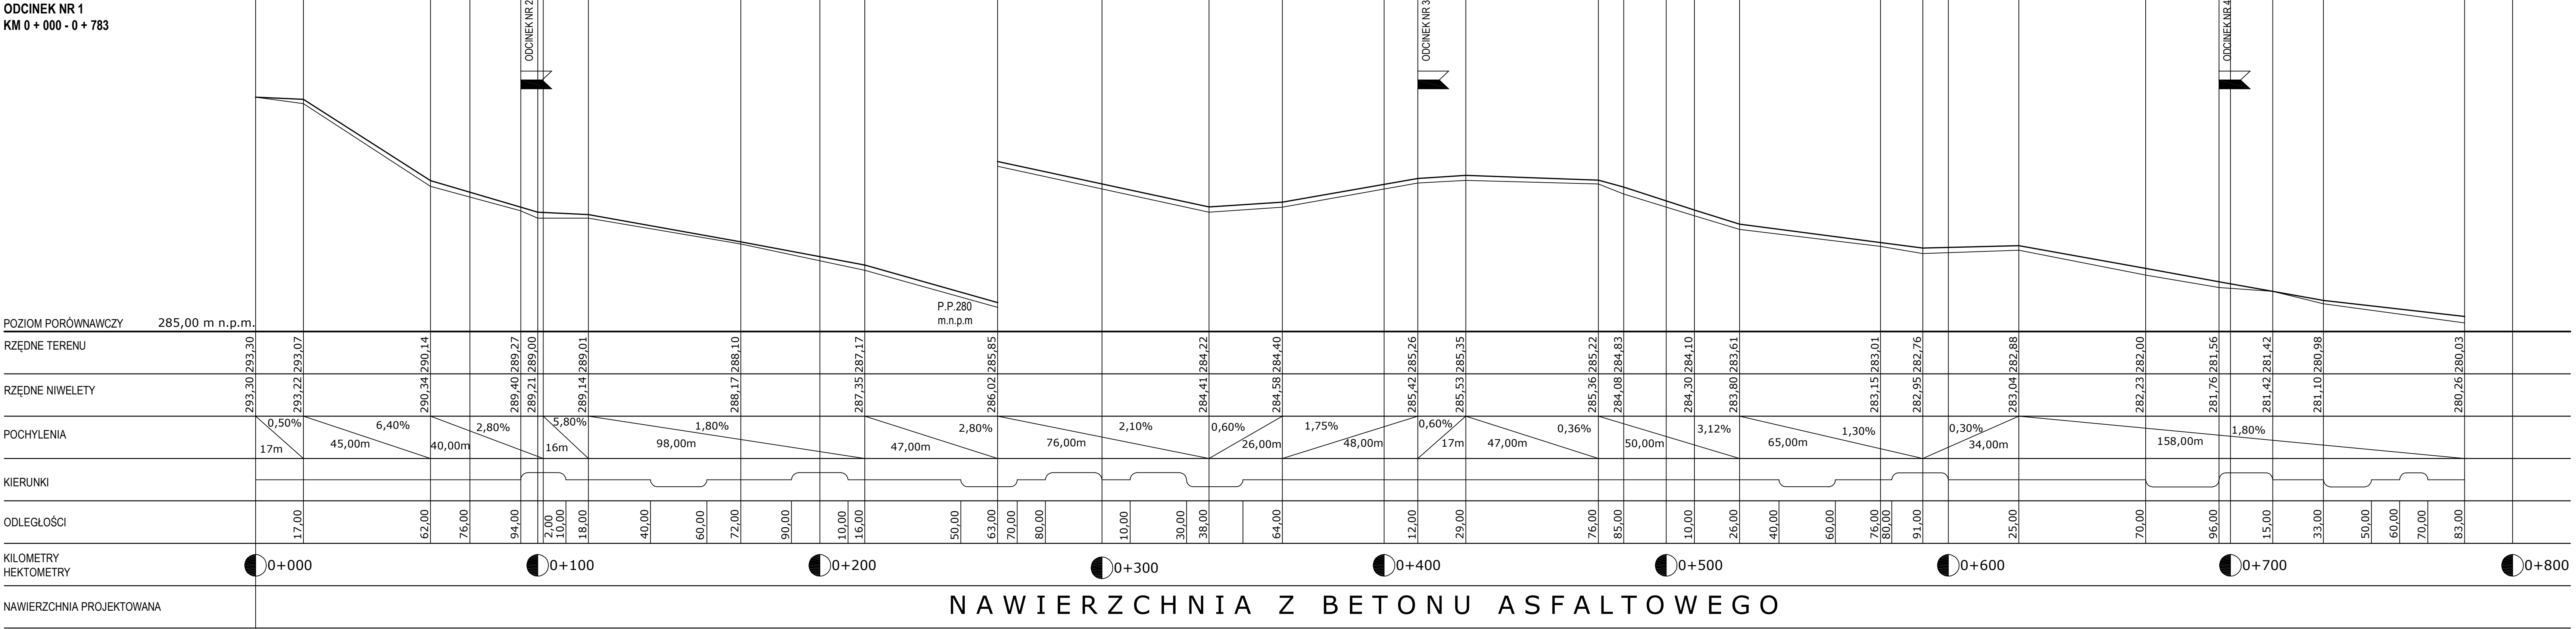 ODCINEK NR 1
KM 0 + 000 - 0 + 783
ODCINEK NR 2
ODCINEK NR 3
ODCINEK NR 4
P.P.280
m.n.p.m
POZIOM PORÓWNAWCZY 285,00 m n.p.m.
RZĘDNE TERENU
293,30 293,07 290,14 289,27 289,00 289,01 288,10 287,17 285,85 284,22 284,40 285,26 285,35 285,22 284,83 284,10 283,61 283,01 282,76 282,88 282,00 281,56 281,42 280,98 280,03
RZĘDNE NIWELETY
293,30 293,22 290,34 289,40 289,21 289,14 288,17 287,35 286,02 284,41 284,58 285,42 285,53 285,36 284,08 284,30 283,80 283,15 282,95 283,04 282,23 281,76 281,42 281,10 280,26
POCHYLENIA
0,50% 6,40% 2,80% 5,80% 1,80% 2,80% 2,10% 0,60% 1,75% 0,60% 0,36% 3,12% 1,30% 0,30% 1,80%
17m 45,00m 40,00m 16m 98,00m 47,00m 76,00m 26,00m 48,00m 17m 47,00m 50,00m 65,00m 34,00m 158,00m
KIERUNKI
ODLEGŁOŚCI
17,00 62,00 76,00 94,00 2,00 10,00 18,00 40,00 60,00 72,00 90,00 10,00 16,00 50,00 63,00 70,00 80,00 10,00 30,00 38,00 64,00 12,00 29,00 76,00 85,00 10,00 26,00 40,00 60,00 76,00 80,00 91,00 25,00 70,00 96,00 15,00 33,00 50,00 60,00 70,00 83,00
KILOMETRY
HEKTOMETRY
0+000 0+100 0+200 0+300 0+400 0+500 0+600 0+700 0+800
NAWIERZCHNIA PROJEKTOWANA
NAWIERZCHNIA Z BETONU ASFALTOWEGO